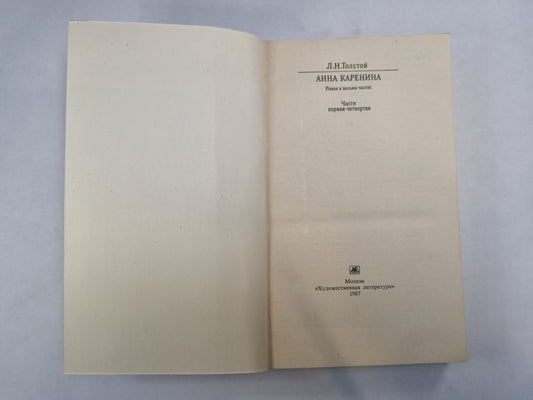 Л.Н.Толстой
АННА КАРЕНИНА
Роман в восьми частях
Части
первая-четвертая
Москва
«Художественная литература»
1987